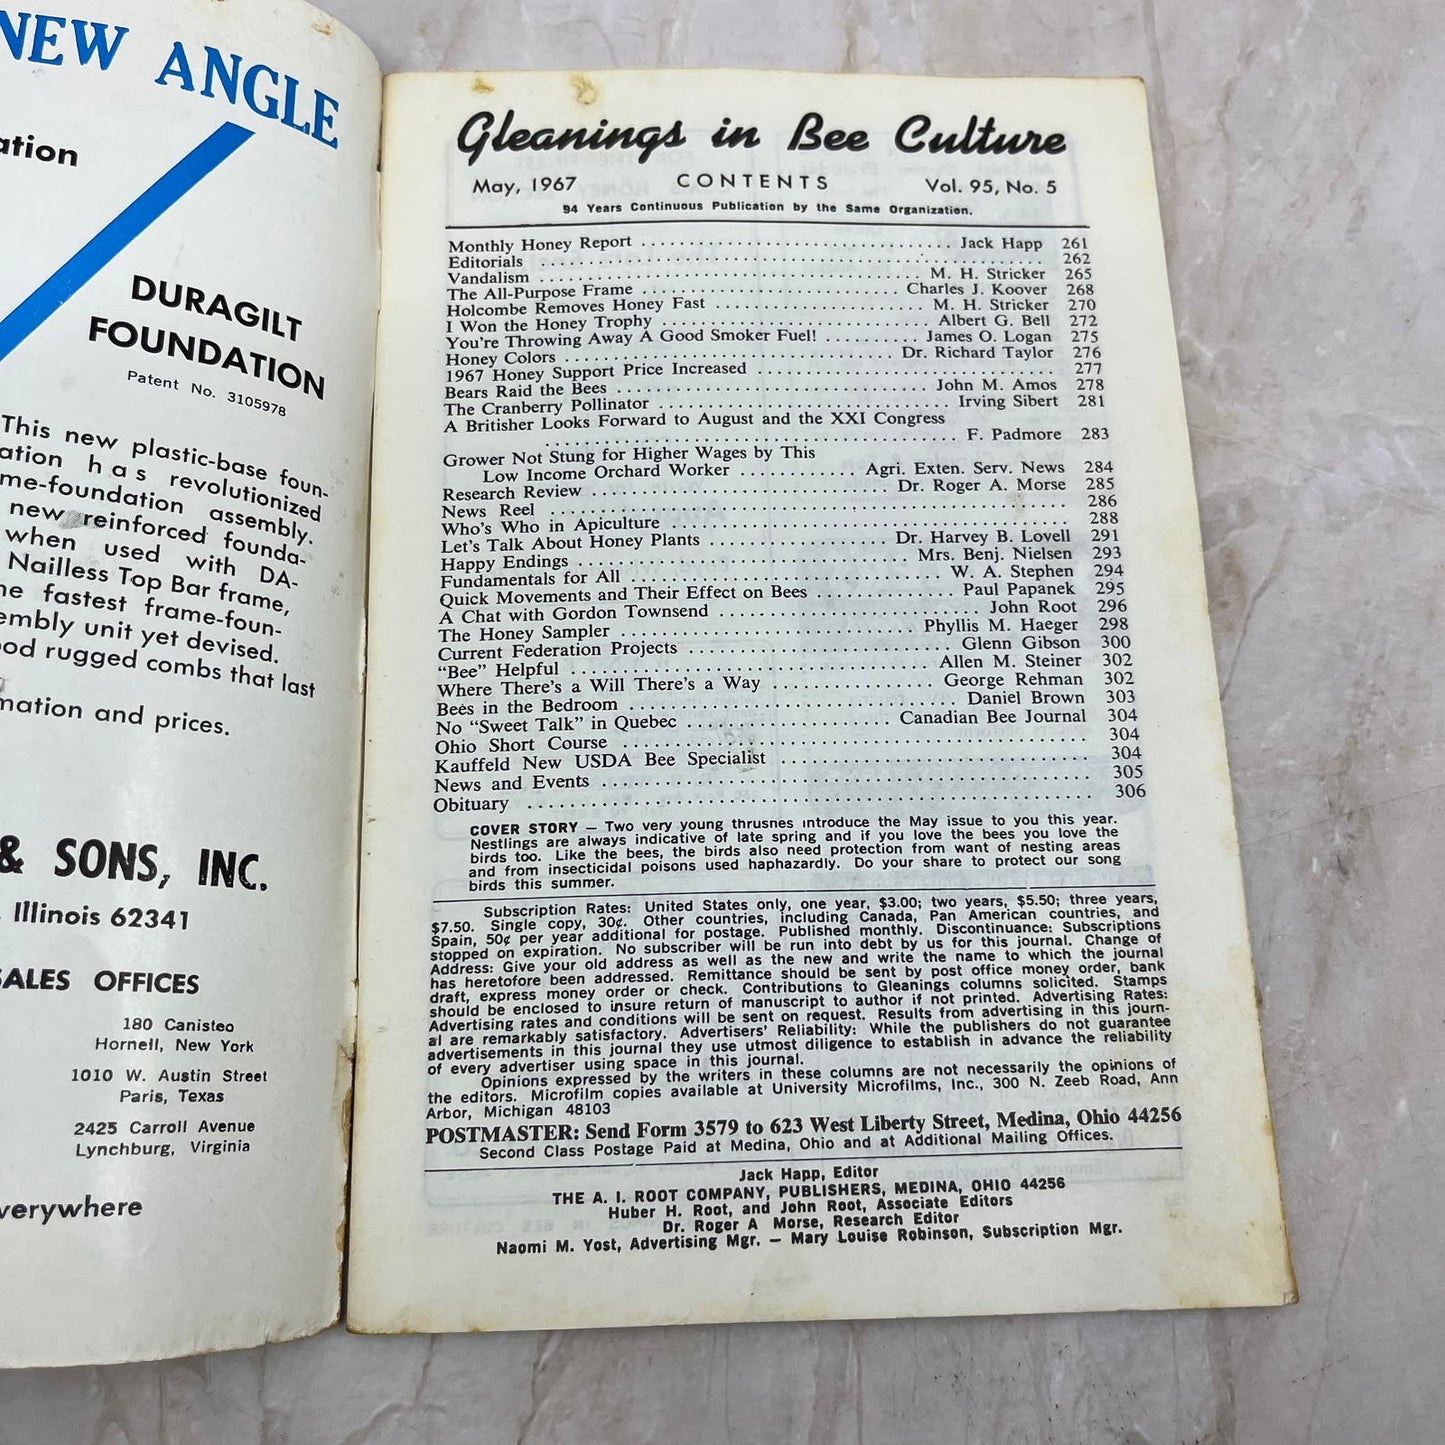 NEW ANGLE
DURAGILT
FOUNDATION
Patent No. 3105978
This new plastic-base foun-
has revolutionized
me-foundation assembly.
new reinforced founda-
when used with DA-
Nailless Top Bar frame,
fastest frame-foun-
unit yet devised.
rugged combs that last
and prices.
& SONS, INC.
Illinois 62341
SALES OFFICES
180 Canisteo
Hornell, New York
1010 W. Austin Street
Paris, Texas
2425 Carroll Avenue
Lynchburg, Virginia
Gleanings in Bee Culture
May, 1967 CONTENTS Vol. 95, No. 5
94 Years Continuous Publication by the Same Organization.
Monthly Honey Report ........ Jack Happ 261
Editorials ........ 262
Vandalism ........ M. H. Stricker 265
The All-Purpose Frame ........ Charles J. Koover 268
Holcombe Removes Honey Fast ........ M. H. Stricker 270
I Won the Honey Trophy ........ Albert G. Bell 272
You're Throwing Away A Good Smoker Fuel! ........ James O. Logan 275
Honey Colors ........ Dr. Richard Taylor 276
1967 Honey Support Price Increased ........ 277
Bears Raid the Bees ........ John M. Amos 278
The Cranberry Pollinator ........ Irving Sibert 281
A Britisher Looks Forward to August and the XXI Congress
........ F. Padmore 283
Grower Not Stung for Higher Wages by This
Low Income Orchard Worker ........ Agri. Exten. Serv. News 284
Research Review ........ Dr. Roger A. Morse 285
News Reel ........ 286
Who's Who in Apiculture ........ 288
Let's Talk About Honey Plants ........ Dr. Harvey B. Lovell 291
Happy Endings ........ Mrs. Benj. Nielsen 293
Fundamentals for All ........ W. A. Stephen 294
Quick Movements and Their Effect on Bees ........ Paul Papanek 295
A Chat with Gordon Townsend ........ John Root 296
The Honey Sampler ........ Phyllis M. Haeger 298
Current Federation Projects ........ Glenn Gibson 300
"Bee" Helpful ........ Allen M. Steiner 302
Where There's a Will There's a Way ........ George Rehman 302
Bees in the Bedroom ........ Daniel Brown 303
No "Sweet Talk" in Quebec ........ Canadian Bee Journal 304
Ohio Short Course ........ 304
Kauffeld New USDA Bee Specialist ........ 304
News and Events ........ 305
Obituary ........ 306
COVER STORY – Two very young thrusnes introduce the May issue to you this year.
Nestlings are always indicative of late spring and if you love the bees you love the
birds too. Like the bees, the birds also need protection from want of nesting areas
and from insecticidal poisons used haphazardly. Do your share to protect our song
birds this summer.
Subscription Rates: United States only, one year, $3.00; two years, $5.50; three years,
$7.50. Single copy, 30¢. Other countries, including Canada, Pan American countries, and
Spain, 50¢ per year additional for postage. Published monthly. Discontinuance: Subscriptions
stopped on expiration. No subscriber will be run into debt by us for this journal. Change of
Address: Give your old address as well as the new and write the name to which the journal
has heretofore been addressed. Remittance should be sent by post office money order, bank
draft, express money order or check. Contributions to Gleanings columns solicited. Stamps
should be enclosed to insure return of manuscript to author if not printed. Advertising Rates:
Advertising rates and conditions will be sent on request. Results from advertising in this journ-
al are remarkably satisfactory. Advertisers' Reliability: While the publishers do not guarantee
advertisements in this journal they use utmost diligence to establish in advance the reliability
of every advertiser using space in this journal.
Opinions expressed by the writers in these columns are not necessarily the opinions of
the editors. Microfilm copies available at University Microfilms, Inc., 300 N. Zeeb Road, Ann
Arbor, Michigan 48103
POSTMASTER: Send Form 3579 to 623 West Liberty Street, Medina, Ohio 44256
Second Class Postage Paid at Medina, Ohio and at Additional Mailing Offices.
Jack Happ, Editor
THE A. I. ROOT COMPANY, PUBLISHERS, MEDINA, OHIO 44256
Huber H. Root, and John Root, Associate Editors
Dr. Roger A Morse, Research Editor
Naomi M. Yost, Advertising Mgr. – Mary Louise Robinson, Subscription Mgr.